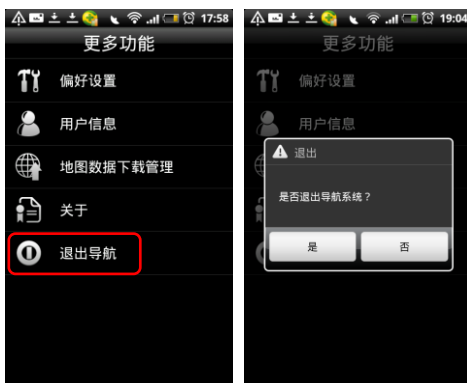 17:58
更多功能
偏好设置
用户信息
地图数据下载管理
关于
退出导航
19:04
更多功能
偏好设置
用户信息
退出
是否退出导航系统？
是
否